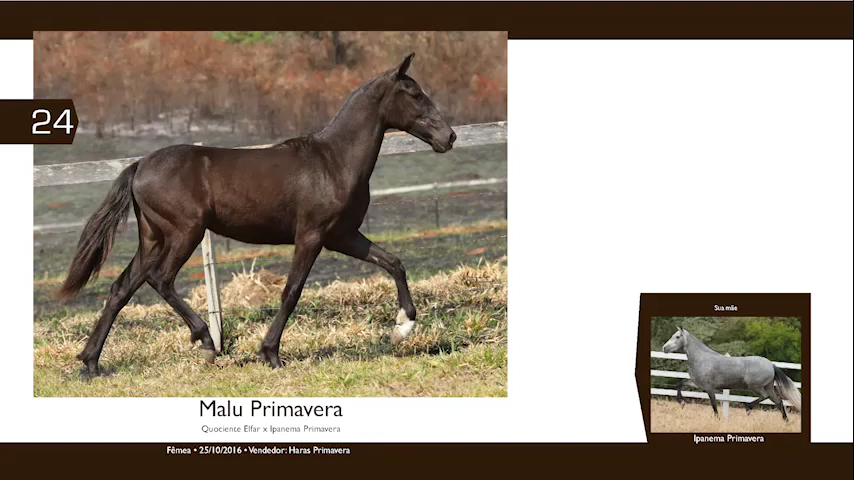 24
Malu Primavera
Quociente Elfar x Ipanema Primavera
Fêmea • 25/10/2016 • Vendedor: Haras Primavera
Sua mãe
Ipanema Primavera